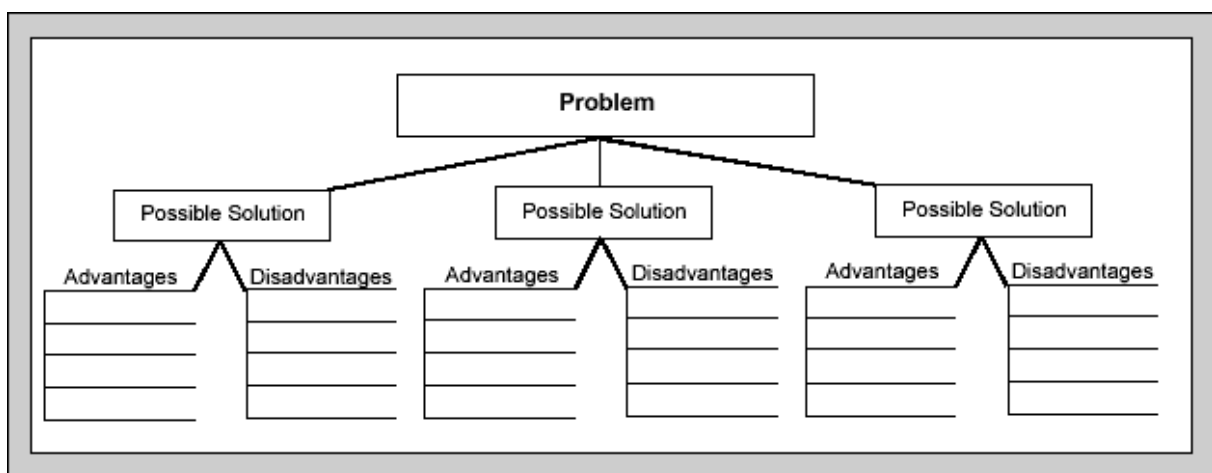 Problem
Possible Solution
Possible Solution
Possible Solution
Advantages
Disadvantages
Advantages
Disadvantages
Advantages
Disadvantages